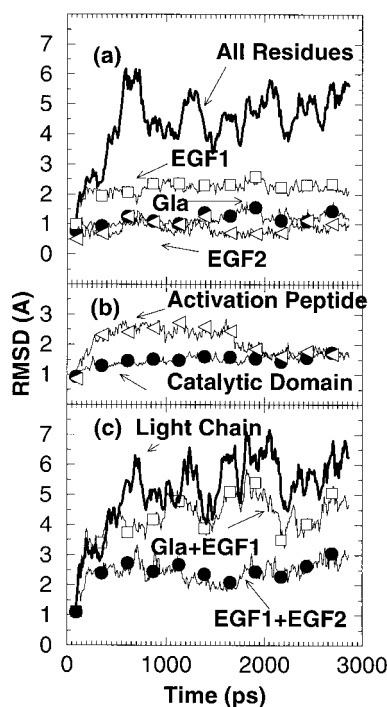 (a)
All Residues
EGF1
Gla
EGF2
7
6
5
4
3
2
1
0
(b)
Activation Peptide
Catalytic Domain
3
2
1
RMSD (A)
(c)
Light Chain
Gla+EGF1
EGF1+EGF2
7
6
5
4
3
2
1
0
0 1000 2000 3000
Time (ps)